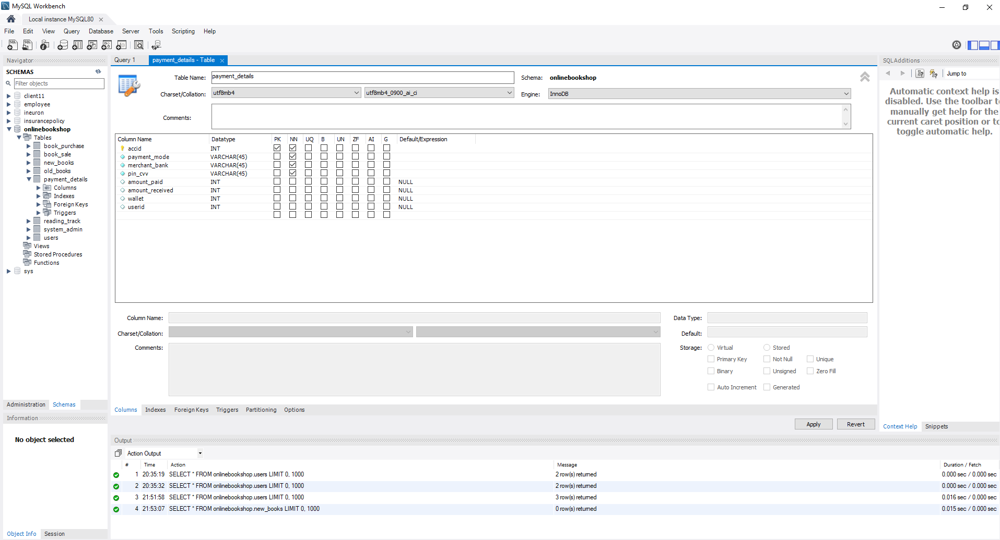 MySQL Workbench
Local instance MySQL80
File Edit View Query Database Server Tools Scripting Help
Navigator
SCHEMAS
Filter objects
client11
employee
ineuron
insurancepolicy
onlinebookshop
Tables
book_purchase
book_sale
new_books
old_books
payment_details
Columns
Indexes
Foreign Keys
Triggers
reading_track
system_admin
users
Views
Stored Procedures
Functions
sys
Administration Schemas
Information
No object selected
Object Info Session
Query 1 payment_details - Table
Table Name: payment_details Schema: onlinebookshop
Charset/Collation: utf8mb4 utf8mb4_0900_ai_ci Engine: InnoDB
Comments:
Column Name Datatype PK NN UQ B UN ZF AI G Default/Expression
accid INT
payment_mode VARCHAR(45)
merchant_bank VARCHAR(45)
pin_cvv VARCHAR(45)
amount_paid INT NULL
amount_received INT NULL
wallet INT NULL
userid INT NULL
Column Name: Data Type:
Charset/Collation: Default:
Comments: Storage: Virtual Stored
Primary Key Not Null Unique
Binary Unsigned Zero Fill
Auto Increment Generated
Columns Indexes Foreign Keys Triggers Partitioning Options
Apply Revert
SQLAdditions
Jump to
Automatic context help is
disabled. Use the toolbar to
manually get help for the
current caret position or to
toggle automatic help.
Context Help Snippets
Output
Action Output
# Time Action Message Duration / Fetch
1 20:35:19 SELECT * FROM onlinebookshop.users LIMIT 0, 1000 2 row(s) returned 0.000 sec / 0.000 sec
2 20:35:32 SELECT * FROM onlinebookshop.users LIMIT 0, 1000 2 row(s) returned 0.000 sec / 0.000 sec
3 21:51:58 SELECT * FROM onlinebookshop.users LIMIT 0, 1000 3 row(s) returned 0.016 sec / 0.000 sec
4 21:53:07 SELECT * FROM onlinebookshop.new_books LIMIT 0, 1000 0 row(s) returned 0.015 sec / 0.000 sec